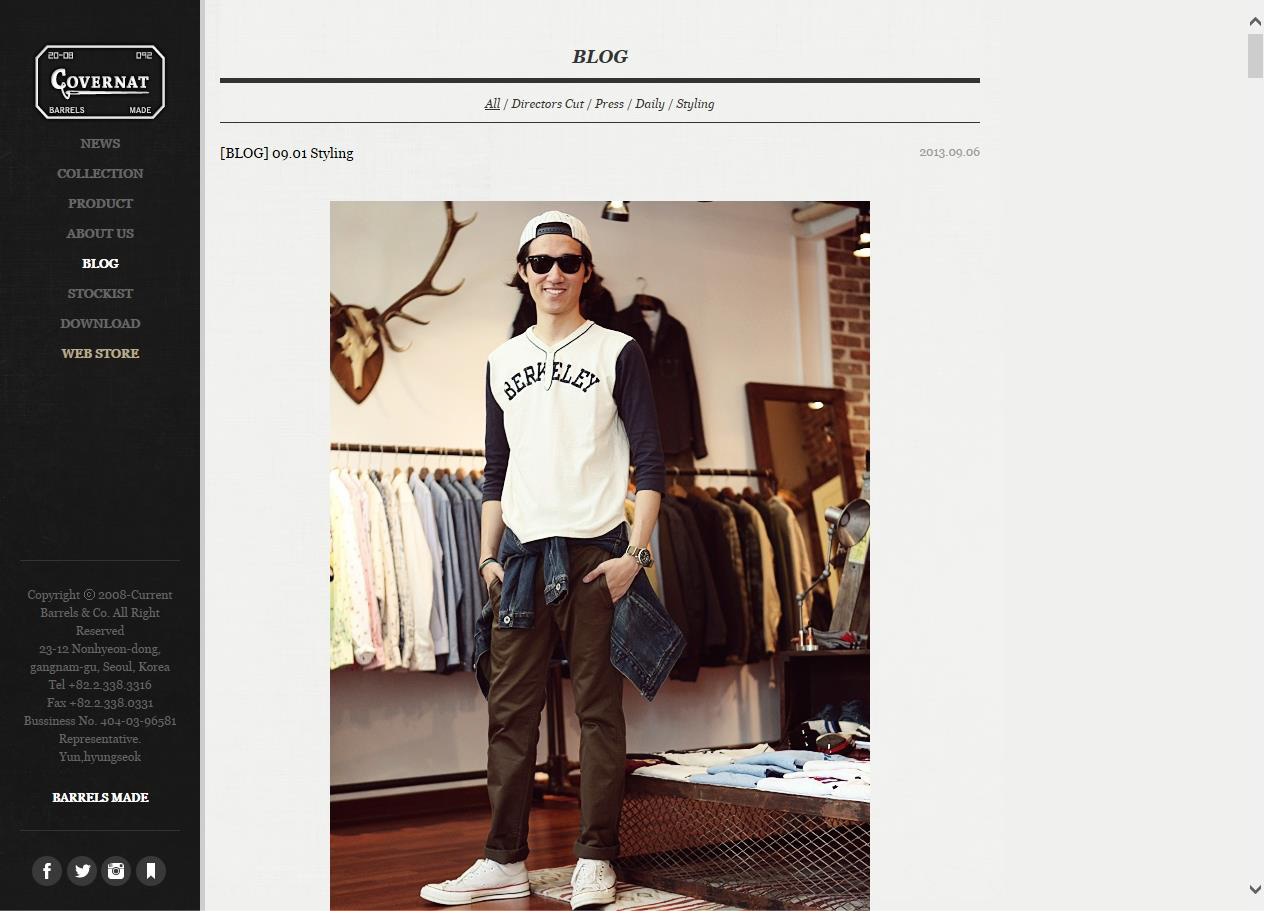 20-08 092
COVERNAT
BARRELS MADE
NEWS
COLLECTION
PRODUCT
ABOUT US
BLOG
STOCKIST
DOWNLOAD
WEB STORE
Copyright ⓒ 2008-Current
Barrels & Co. All Right
Reserved
23-12 Nonhyeon-dong,
gangnam-gu, Seoul, Korea
Tel +82.2.338.3316
Fax +82.2.338.0331
Bussiness No. 404-03-96581
Representative.
Yun,hyungseok
BARRELS MADE
BLOG
All / Directors Cut / Press / Daily / Styling
[BLOG] 09.01 Styling 2013.09.06
BERKELEY